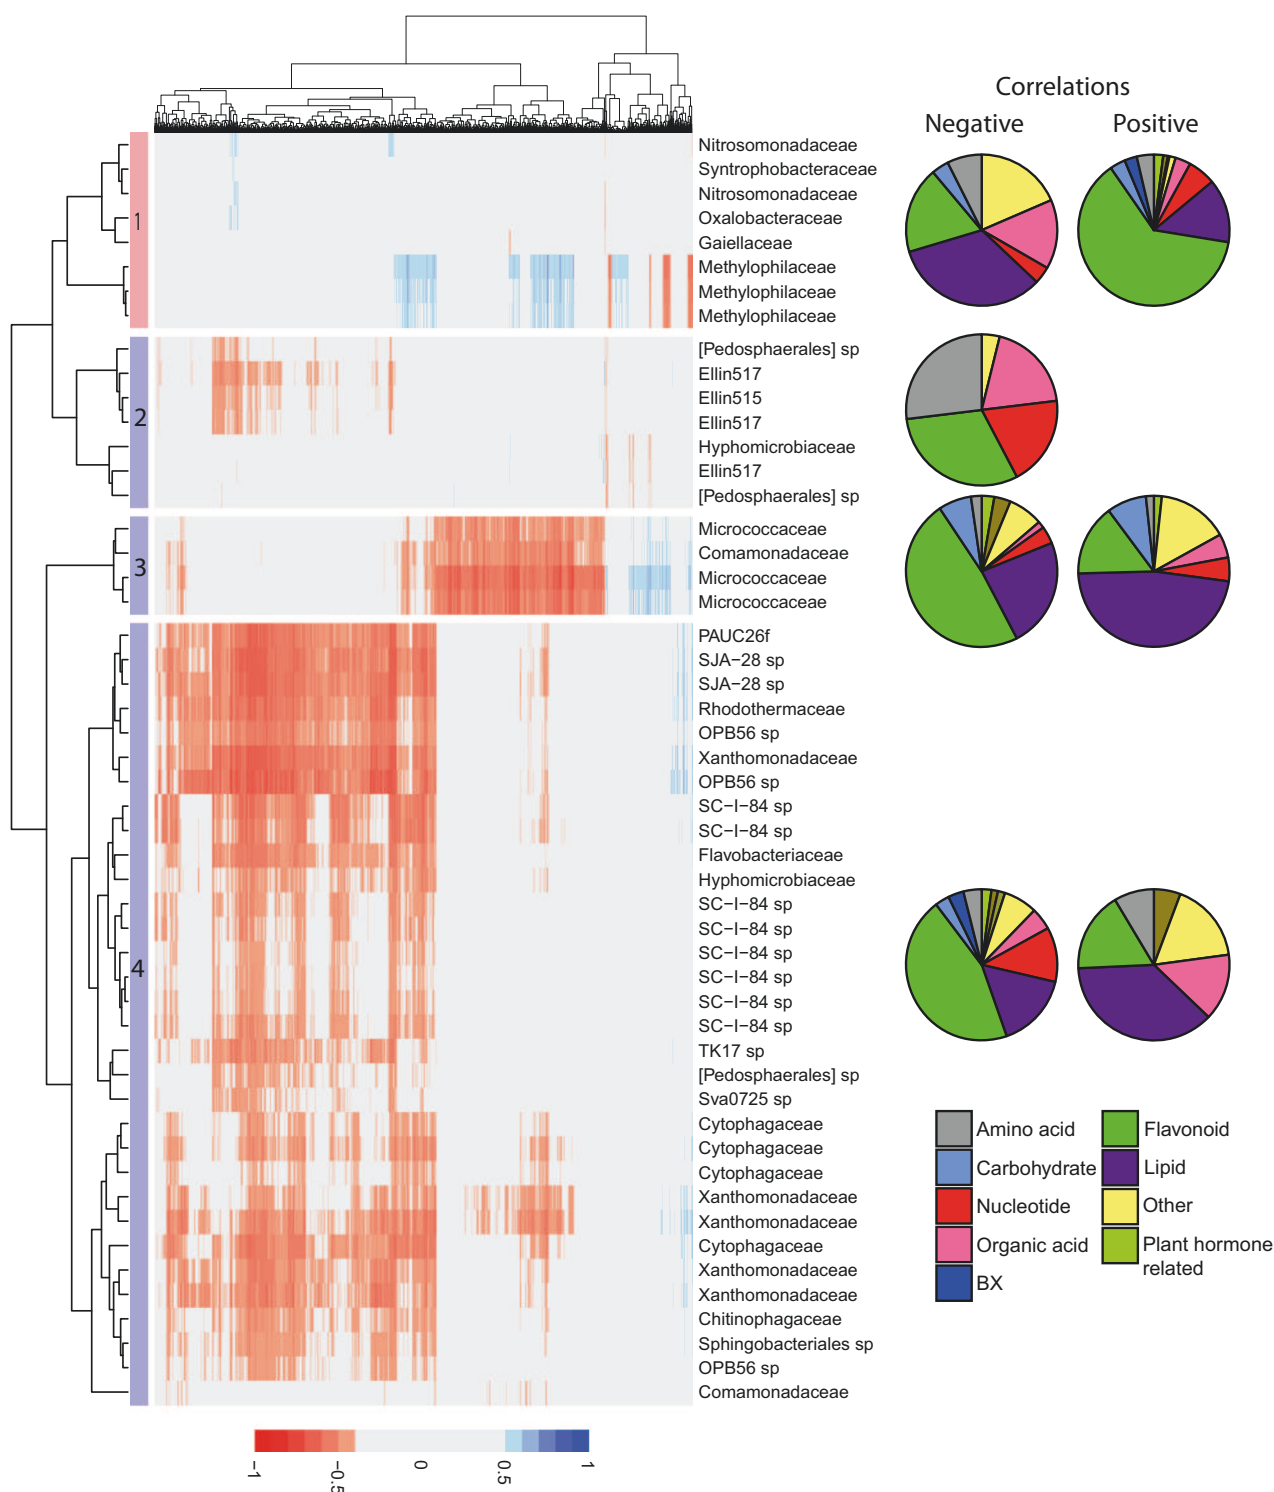 Correlations
Negative
Positive
1
Nitrosomonadaceae
Syntrophobacteraceae
Nitrosomonadaceae
Oxalobacteraceae
Gaiellaceae
Methylophilaceae
Methylophilaceae
Methylophilaceae
2
[Pedosphaerales] sp
Ellin517
Ellin515
Ellin517
Hyphomicrobiaceae
Ellin517
[Pedosphaerales] sp
3
Micrococcaceae
Comamonadaceae
Micrococcaceae
Micrococcaceae
4
PAUC26f
SJA−28 sp
SJA−28 sp
Rhodothermaceae
OPB56 sp
Xanthomonadaceae
OPB56 sp
SC−I−84 sp
SC−I−84 sp
Flavobacteriaceae
Hyphomicrobiaceae
SC−I−84 sp
SC−I−84 sp
SC−I−84 sp
SC−I−84 sp
SC−I−84 sp
SC−I−84 sp
TK17 sp
[Pedosphaerales] sp
Sva0725 sp
Cytophagaceae
Cytophagaceae
Cytophagaceae
Xanthomonadaceae
Xanthomonadaceae
Cytophagaceae
Xanthomonadaceae
Xanthomonadaceae
Chitinophagaceae
Sphingobacteriales sp
OPB56 sp
Comamonadaceae
Amino acid
Carbohydrate
Nucleotide
Organic acid
BX
Flavonoid
Lipid
Other
Plant hormone
related
−1
−0.5
0
0.5
1